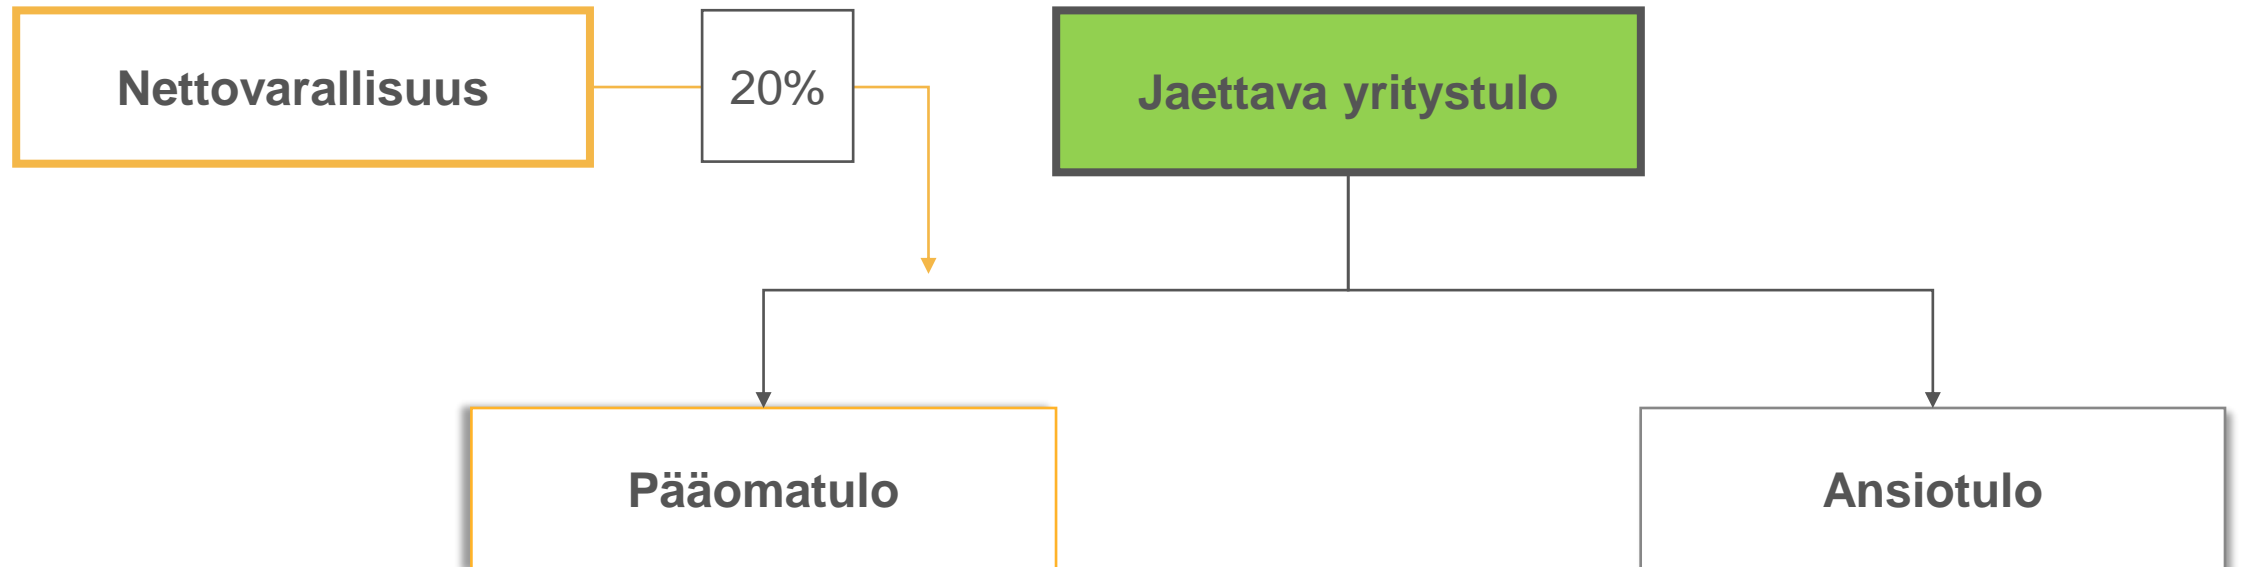 Nettovarallisuus
20%
Jaettava yritystulo
Pääomatulo
Ansiotulo